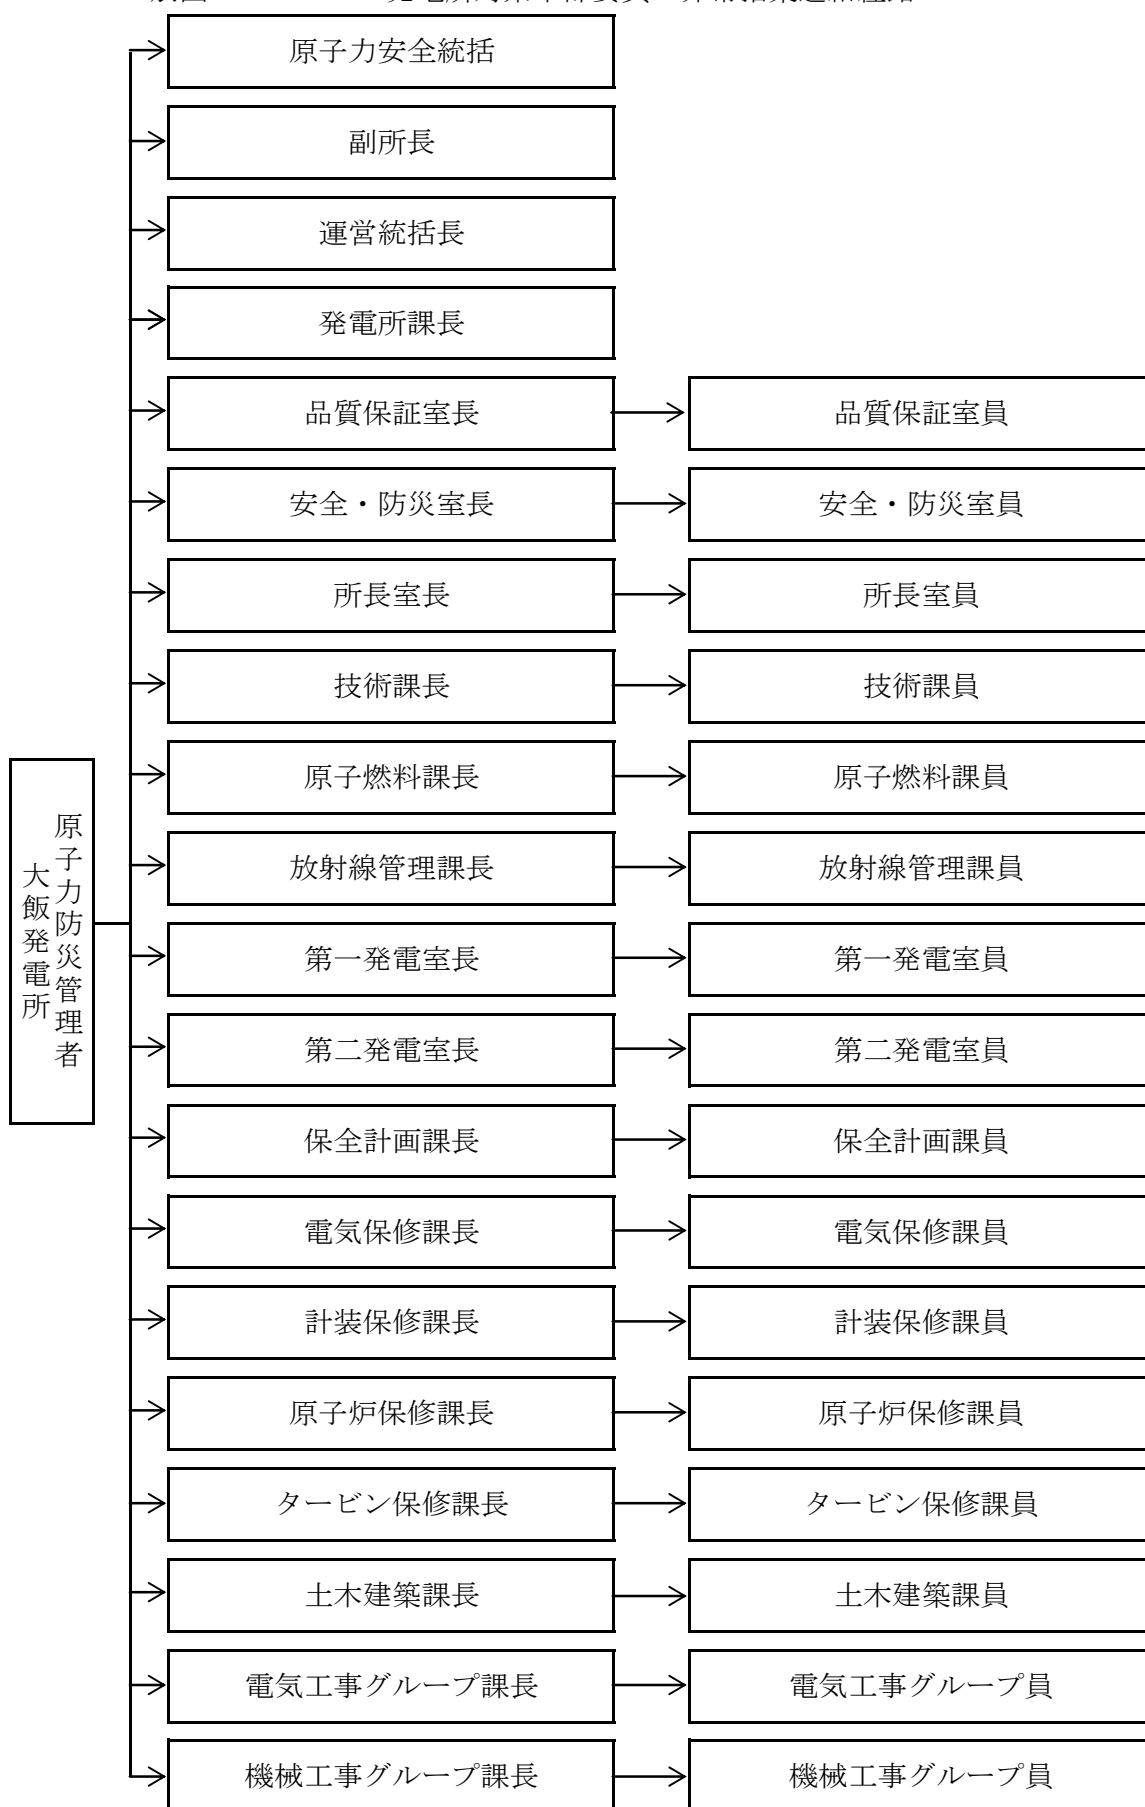 原子力安全統括
副所長
運営統括長
発電所課長
品質保証室長 品質保証室員
安全・防災室長 安全・防災室員
所長室長 所長室員
技術課長 技術課員
原子燃料課長 原子燃料課員
放射線管理課長 放射線管理課員
第一発電室長 第一発電室員
第二発電室長 第二発電室員
保全計画課長 保全計画課員
電気保修課長 電気保修課員
計装保修課長 計装保修課員
原子炉保修課長 原子炉保修課員
タービン保修課長 タービン保修課員
土木建築課長 土木建築課員
電気工事グループ課長 電気工事グループ員
機械工事グループ課長 機械工事グループ員
原子力防災管理者
大飯発電所